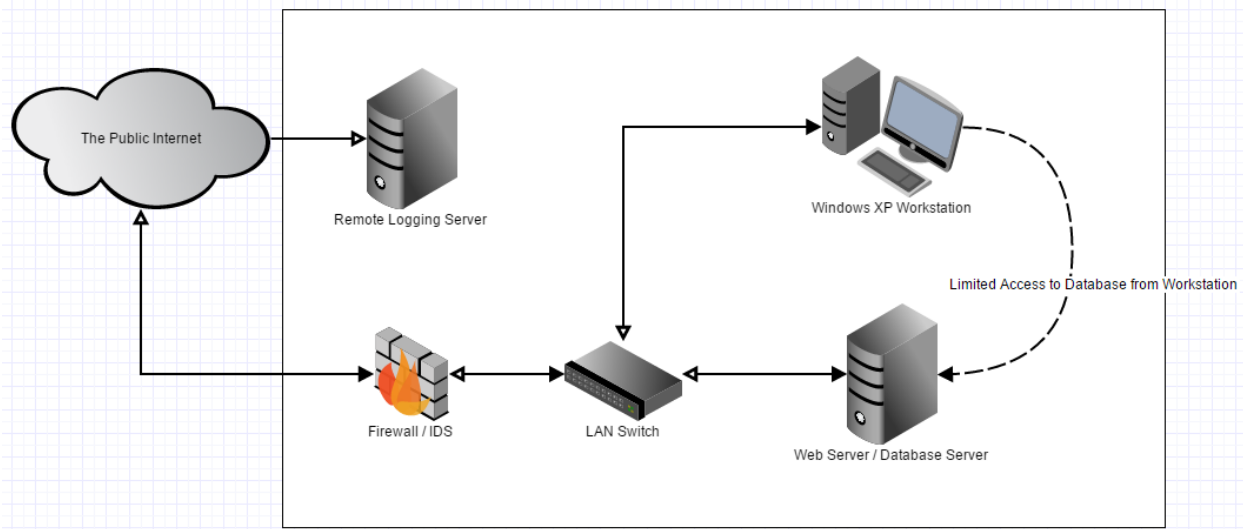 The Public Internet
Remote Logging Server
Windows XP Workstation
Limited Access to Database from Workstation
Firewall / IDS
LAN Switch
Web Server / Database Server